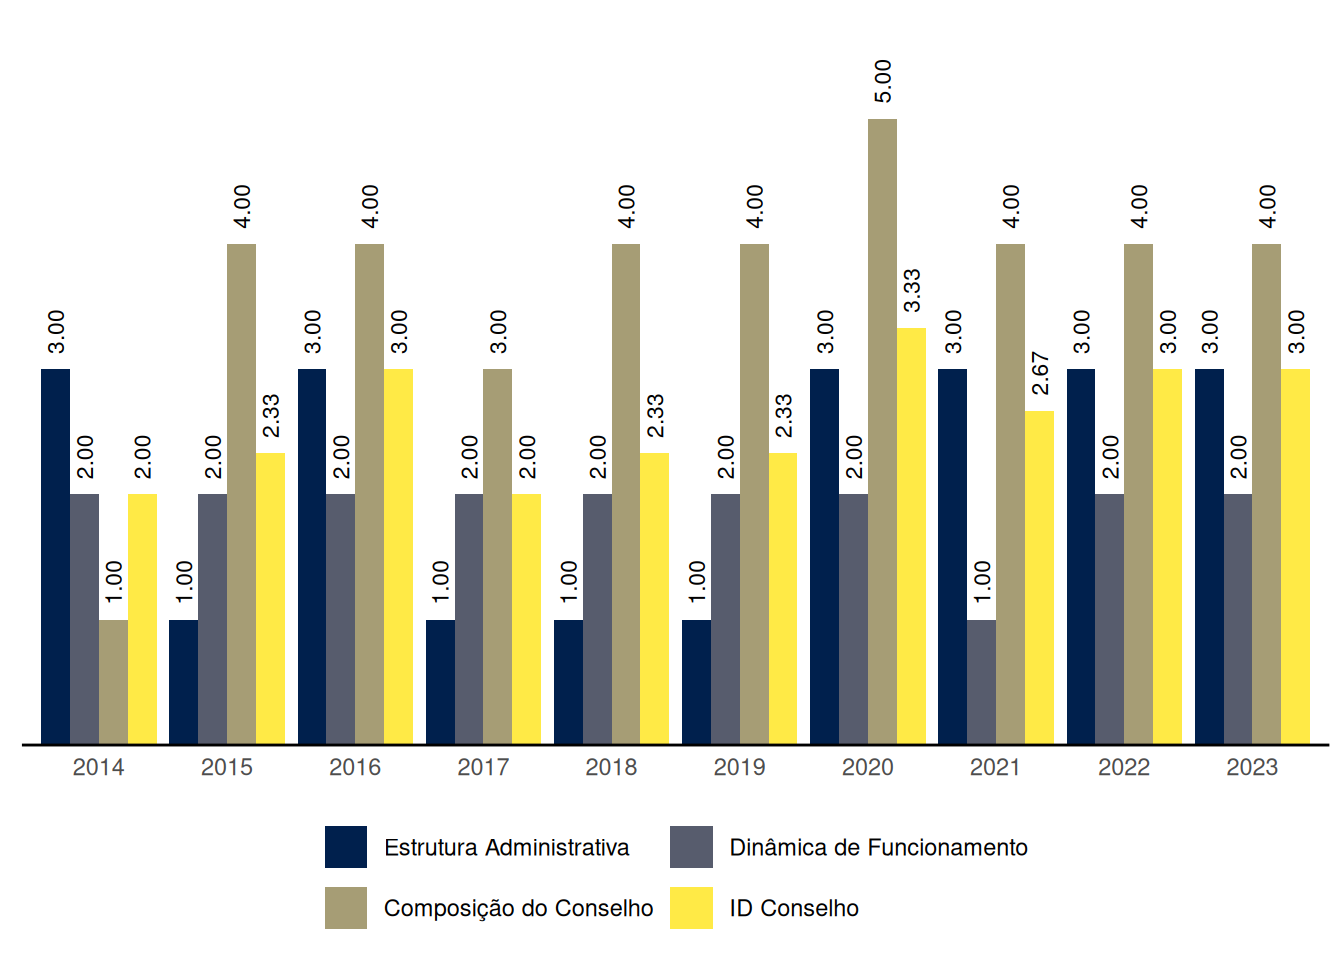 5.00
4.00 4.00 4.00 4.00 4.00 4.00 4.00
3.33
3.00 3.00 3.00 3.00 3.00 3.00 3.00 3.00 3.00 3.00
2.67
2.33 2.33 2.33
2.00 2.00 2.00 2.00 2.00 2.00 2.00 2.00 2.00 2.00 2.00
1.00 1.00 1.00 1.00 1.00 1.00
2014 2015 2016 2017 2018 2019 2020 2021 2022 2023
Estrutura Administrativa Dinâmica de Funcionamento
Composição do Conselho ID Conselho